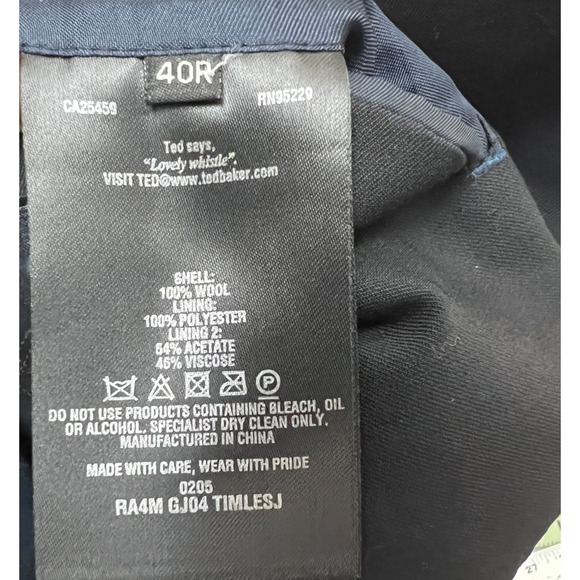 40R
CA25459 RN95229
Ted says,
"Lovely whistle".
VISIT TED@www.tedbaker.com
SHELL:
100% WOOL
LINING:
100% POLYESTER
LINING 2:
54% ACETATE
46% VISCOSE
P
DO NOT USE PRODUCTS CONTAINING BLEACH, OIL
OR ALCOHOL. SPECIALIST DRY CLEAN ONLY.
MANUFACTURED IN CHINA
MADE WITH CARE, WEAR WITH PRIDE
0205
RA4M GJ04 TIMLESJ
27